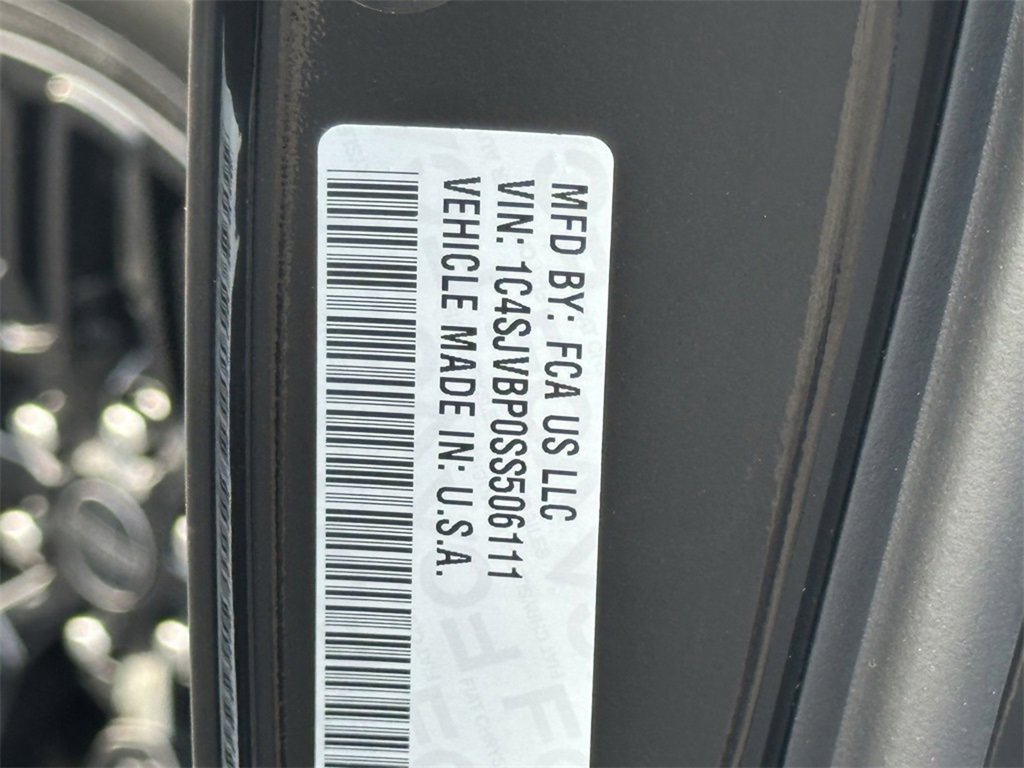 MFD BY: FCA US LLC
VIN: 1C4SJVBP0SS506111
VEHICLE MADE IN: U.S.A.